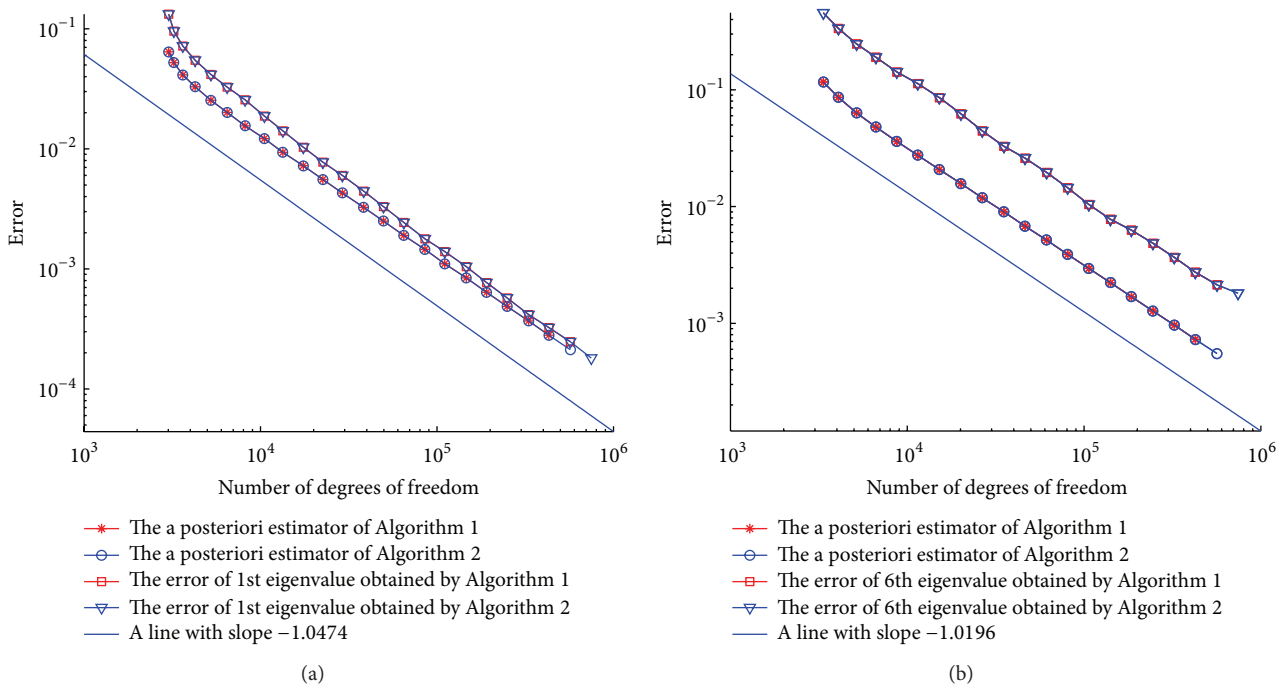 10^{-1}
10^{-2}
10^{-3}
10^{-4}
Error
10^{3}
10^{4}
10^{5}
10^{6}
Number of degrees of freedom
The a posteriori estimator of Algorithm 1
The a posteriori estimator of Algorithm 2
The error of 1st eigenvalue obtained by Algorithm 1
The error of 1st eigenvalue obtained by Algorithm 2
A line with slope −1.0474
(a)
10^{-1}
10^{-2}
10^{-3}
Error
10^{3}
10^{4}
10^{5}
10^{6}
Number of degrees of freedom
The a posteriori estimator of Algorithm 1
The a posteriori estimator of Algorithm 2
The error of 6th eigenvalue obtained by Algorithm 1
The error of 6th eigenvalue obtained by Algorithm 2
A line with slope −1.0196
(b)